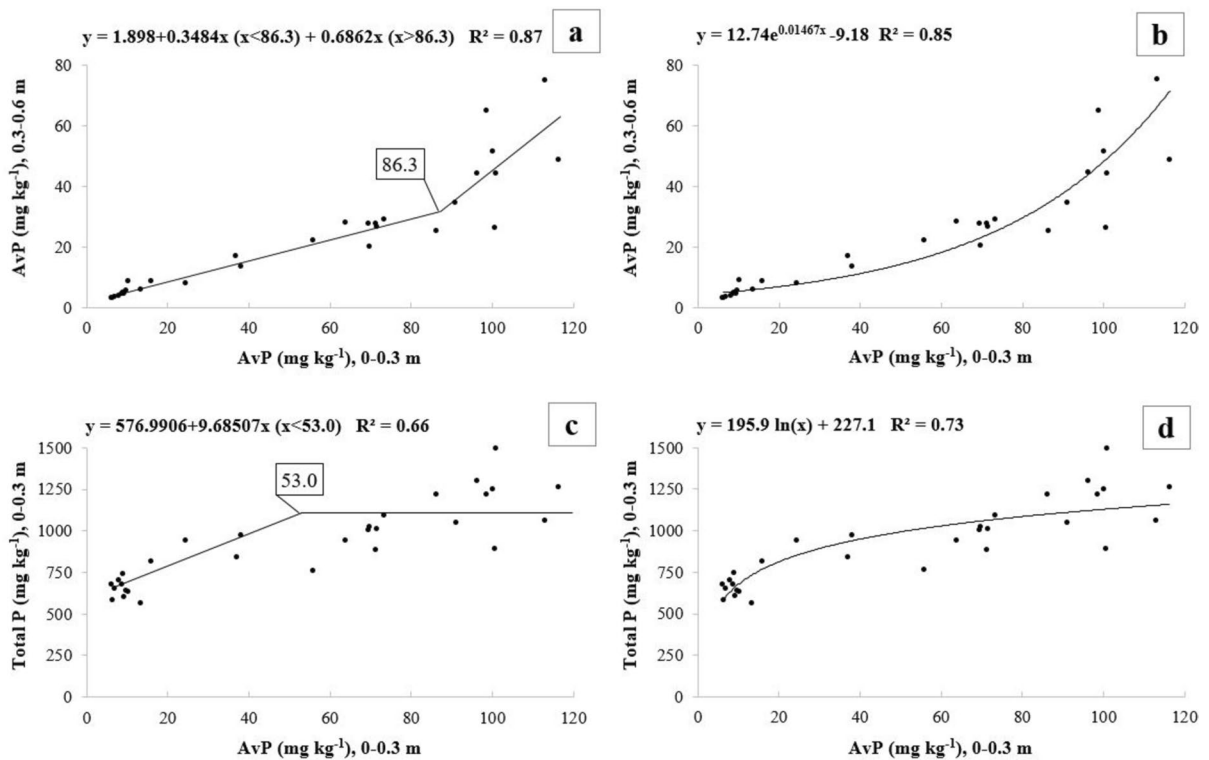 y = 1.898+0.3484x (x<86.3) + 0.6862x (x>86.3) R² = 0.87
a
AvP (mg kg⁻¹), 0.3-0.6 m
80
60
40
20
0
86.3
0 20 40 60 80 100 120
AvP (mg kg⁻¹), 0-0.3 m
y = 12.74e^0.01467x -9.18 R² = 0.85
b
AvP (mg kg⁻¹), 0.3-0.6 m
80
60
40
20
0
0 20 40 60 80 100 120
AvP (mg kg⁻¹), 0-0.3 m
y = 576.9906+9.68507x (x<53.0) R² = 0.66
c
Total P (mg kg⁻¹), 0-0.3 m
1500
1250
1000
750
500
250
0
53.0
0 20 40 60 80 100 120
AvP (mg kg⁻¹), 0-0.3 m
y = 195.9 ln(x) + 227.1 R² = 0.73
d
Total P (mg kg⁻¹), 0-0.3 m
1500
1250
1000
750
500
250
0
0 20 40 60 80 100 120
AvP (mg kg⁻¹), 0-0.3 m